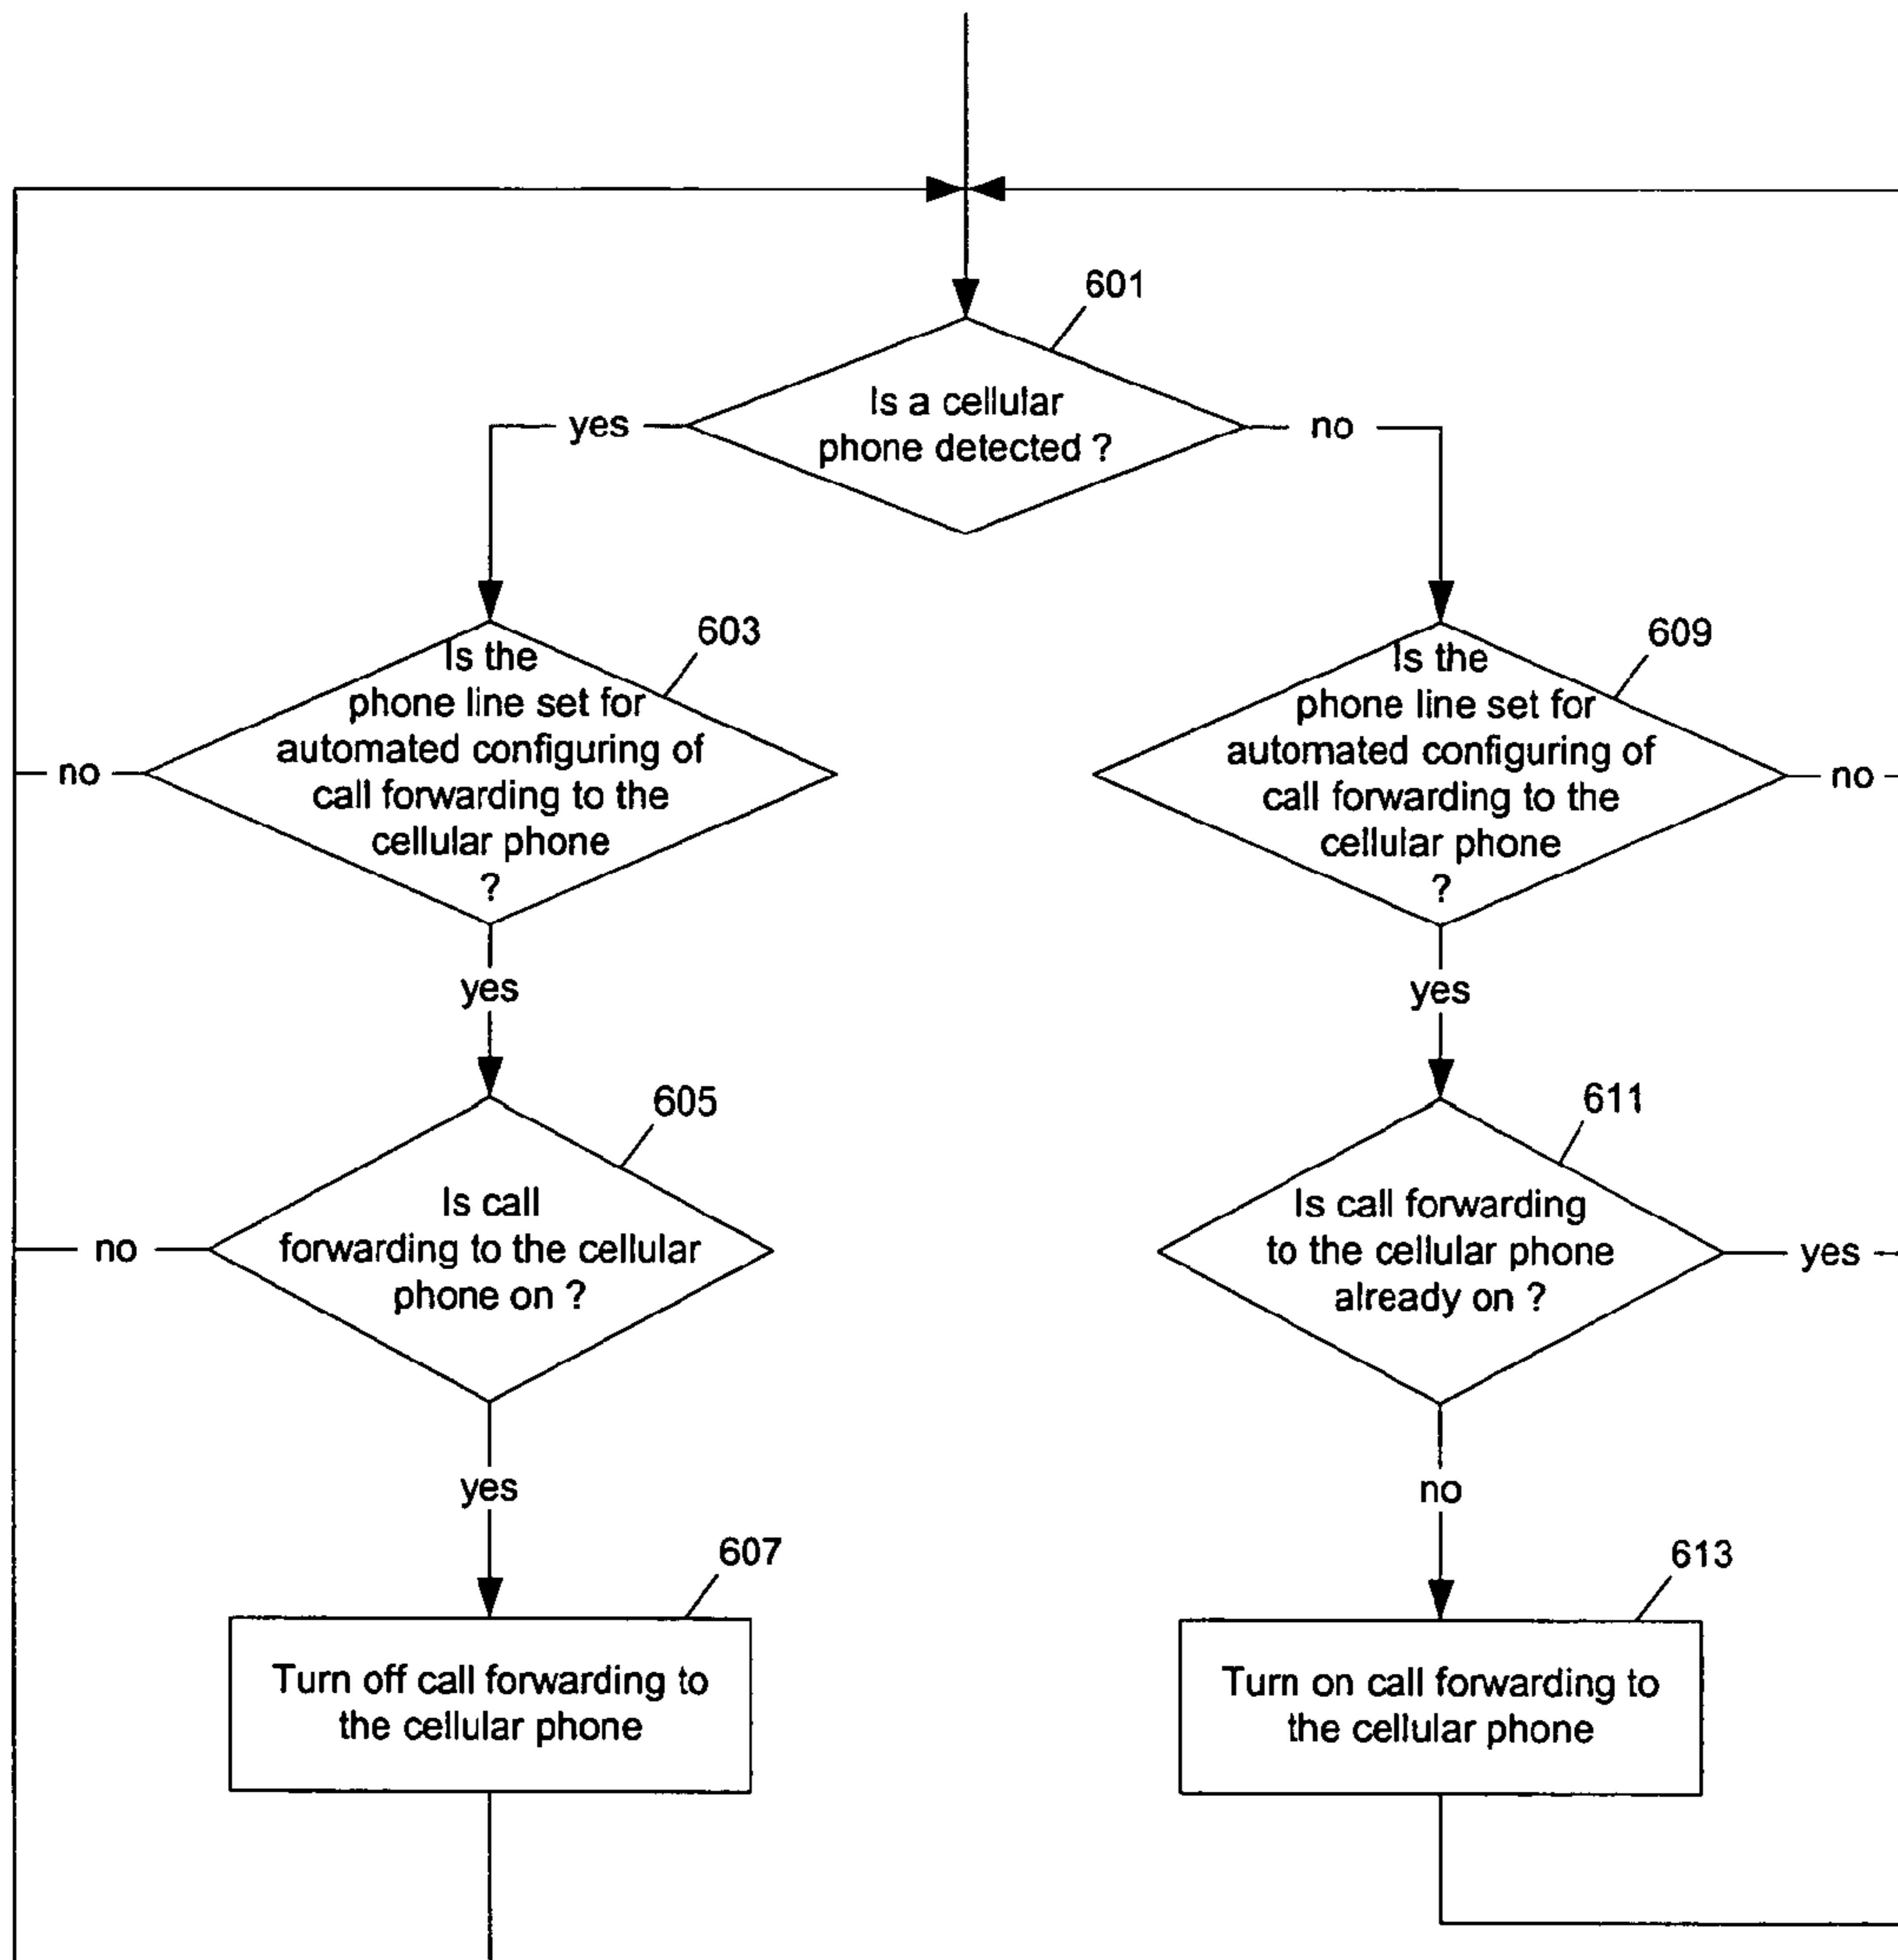 601
Is a cellular
phone detected ?
yes
no
603
Is the
phone line set for
automated configuring of
call forwarding to the
cellular phone
?
no
yes
609
Is the
phone line set for
automated configuring of
call forwarding to the
cellular phone
?
no
yes
605
Is call
forwarding to the cellular
phone on ?
no
yes
611
Is call forwarding
to the cellular phone
already on ?
yes
no
607
Turn off call forwarding to
the cellular phone
613
Turn on call forwarding to
the cellular phone